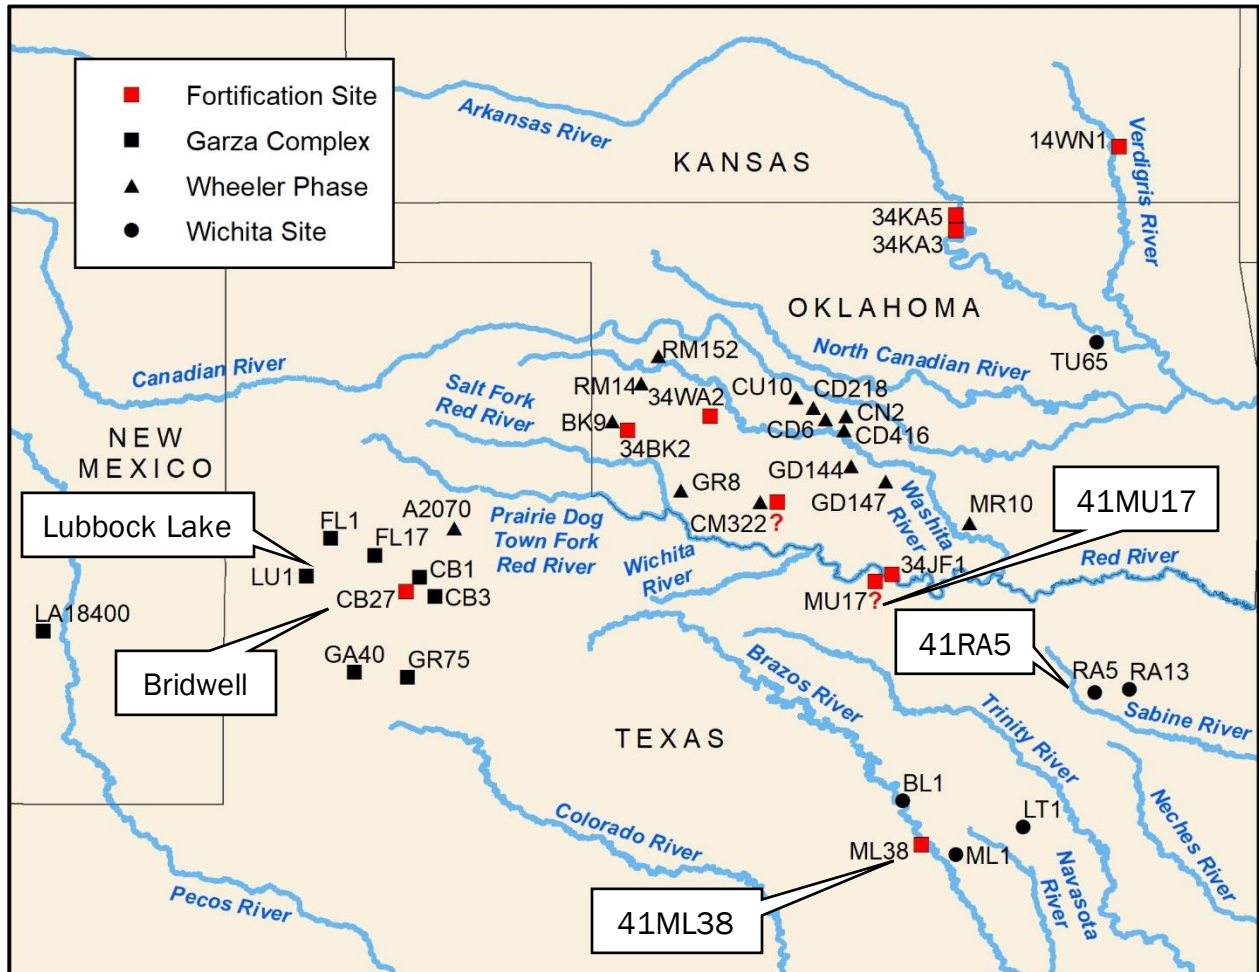 Fortification Site
Garza Complex
Wheeler Phase
Wichita Site
Arkansas River
KANSAS
14WN1
Verdigris River
34KA5
34KA3
OKLAHOMA
North Canadian River
TU65
Canadian River
NEW
MEXICO
Salt Fork
Red River
RM152
RM14
34WA2
BK9
34BK2
CU10
CD218
CN2
CD6
CD416
GD144
GD147
GR8
CM322
?
Washita
River
MR10
41MU17
Lubbock Lake
FL1
FL17
A2070
Prairie Dog
Town Fork
Red River
Wichita
River
34JF1
Red River
LU1
CB1
CB3
CB27
MU17
?
LA18400
Bridwell
GA40
GR75
41RA5
RA5
RA13
Sabine River
TEXAS
Brazos River
Trinity River
Neches River
BL1
LT1
ML38
ML1
Navasota
River
Colorado River
Pecos River
41ML38